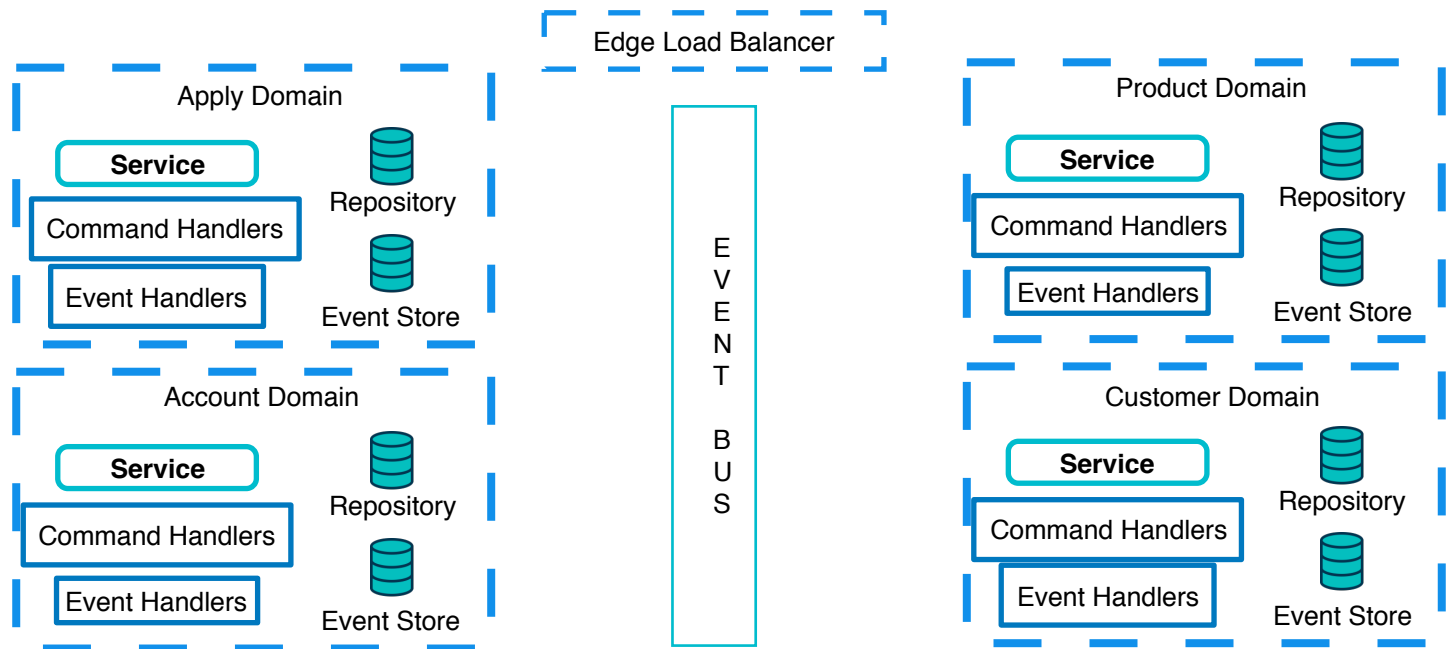 Edge Load Balancer
Apply Domain
Service
Command Handlers
Event Handlers
Repository
Event Store
Account Domain
Service
Command Handlers
Event Handlers
Repository
Event Store
E
V
E
N
T
B
U
S
Product Domain
Service
Command Handlers
Event Handlers
Repository
Event Store
Customer Domain
Service
Command Handlers
Event Handlers
Repository
Event Store